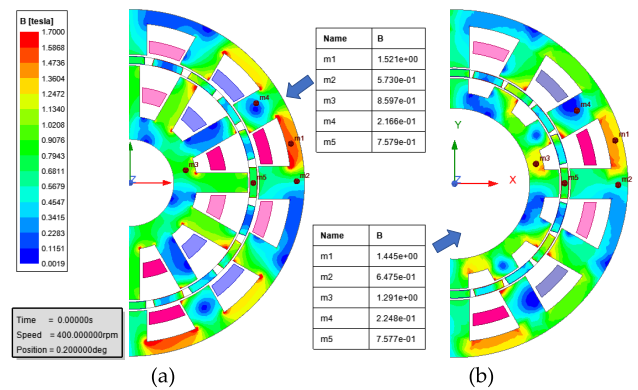 (a)
B [tesla]
1.7000
1.5868
1.4736
1.3604
1.2472
1.1340
1.0208
0.9076
0.7943
0.6811
0.5679
0.4547
0.3415
0.2283
0.1151
0.0019
m4
m1
m3
m5
m2
Z
X
Time = 0.00000s
Speed = 400.000000rpm
Position = 0.200000deg
Name B
m1 1.521e+00
m2 5.730e-01
m3 8.597e-01
m4 2.166e-01
m5 7.579e-01
Name B
m1 1.445e+00
m2 6.475e-01
m3 1.291e+00
m4 2.248e-01
m5 7.577e-01
(b)
m4
m1
m3
m5
m2
Y
Z
X
(a)
(b)